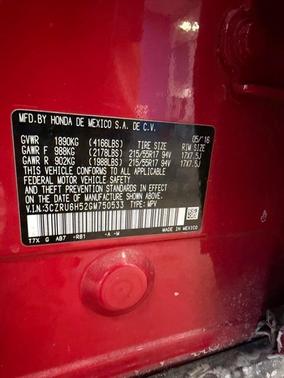 MFD.BY HONDA DE MEXICO S.A. DE C.V.
05/'16
GVWR 1890KG (4166LBS) TIRE SIZE RIM SIZE
GAWR F 988KG (2178LBS) 215/55R17 94V 17X7.5J
GAWR R 902KG (1988LBS) 215/55R17 94V 17X7.5J
THIS VEHICLE CONFORMS TO ALL APPLICABLE
FEDERAL MOTOR VEHICLE SAFETY
AND THEFT PREVENTION STANDARDS IN EFFECT
ON THE DATE OF MANUFACTURE SHOWN ABOVE.
V.I.N:3CZRU6H52GM750533 TYPE: MPV
T7X G AB7 -RB1 -A -W MADE IN MEXICO